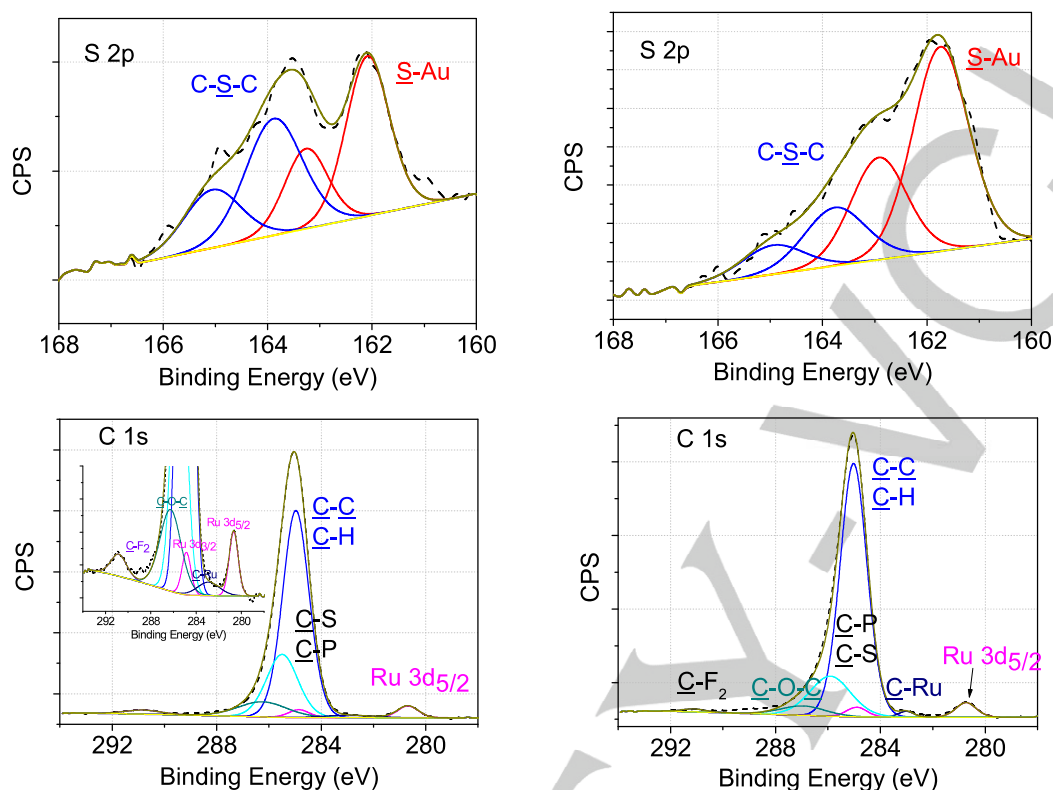 S 2p
C-S-C
S-Au
CPS
168 166 164 162 160
Binding Energy (eV)
S 2p
C-S-C
S-Au
CPS
168 166 164 162 160
Binding Energy (eV)
C 1s
C-O-C
C-F2
Ru 3d3/2
Ru 3d5/2
C-Ru
292 288 284 280
Binding Energy (eV)
C-C
C-H
C-S
C-P
Ru 3d5/2
CPS
292 288 284 280
Binding Energy (eV)
C 1s
C-C
C-H
C-P
C-S
C-F2
C-O-C
C-Ru
Ru 3d5/2
CPS
292 288 284 280
Binding Energy (eV)